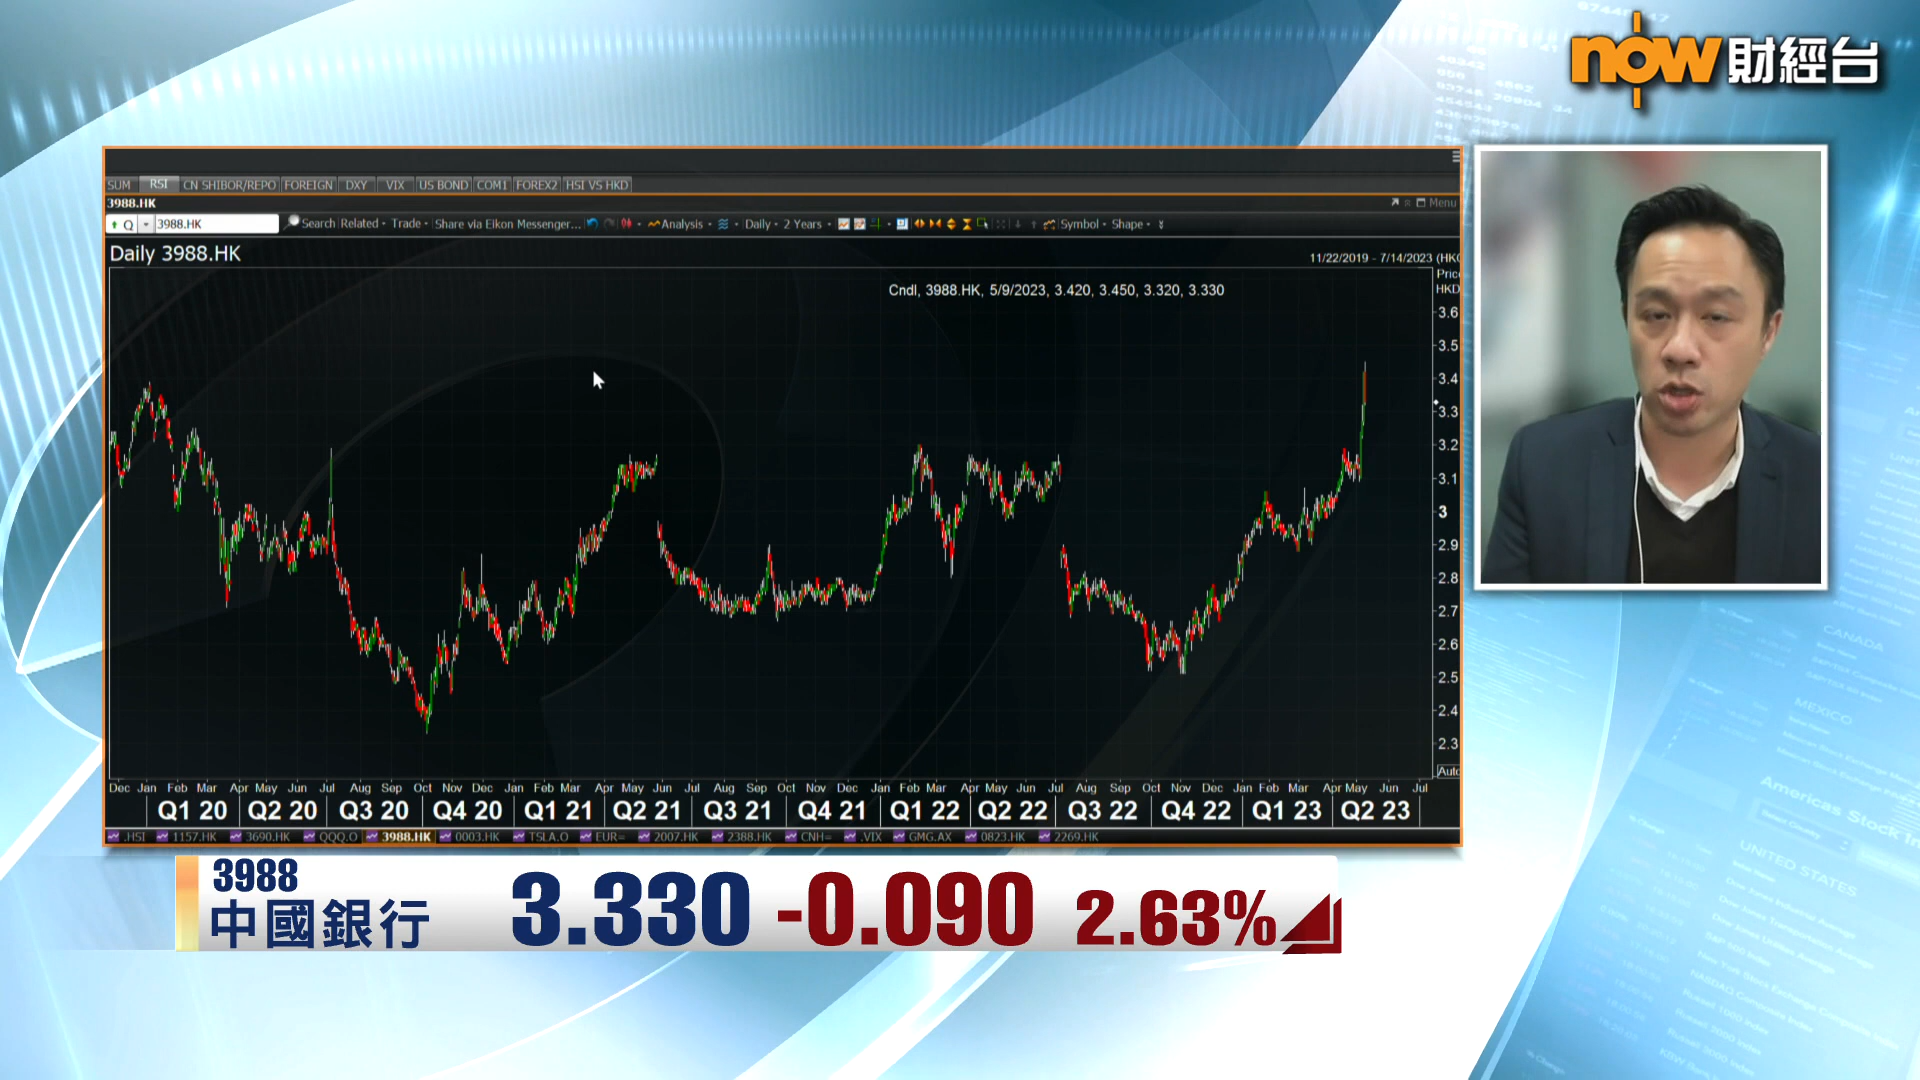 now 財經台
SUM RSI CN SHIBOR/REPO FOREIGN DXY VIX US BOND COM1 FOREX2 HSI VS HKD
3988.HK
Menu
Q 3988.HK Search Related Trade Share via Eikon Messenger... Analysis Daily 2 Years Symbol Shape
Daily 3988.HK
11/22/2019 - 7/14/2023 (HKG
Price
HKD
Cndl, 3988.HK, 5/9/2023, 3.420, 3.450, 3.320, 3.330
3.6
3.5
3.4
3.3
3.2
3.1
3
2.9
2.8
2.7
2.6
2.5
2.4
2.3
Auto
Dec Jan Feb Mar Apr May Jun Jul Aug Sep Oct Nov Dec Jan Feb Mar Apr May Jun Jul Aug Sep Oct Nov Dec Jan Feb Mar Apr May Jun Jul Aug Sep Oct Nov Dec Jan Feb Mar Apr May Jun Jul
Q1 20 Q2 20 Q3 20 Q4 20 Q1 21 Q2 21 Q3 21 Q4 21 Q1 22 Q2 22 Q3 22 Q4 22 Q1 23 Q2 23
.HSI 1157.HK 3690.HK QQQ.O 3988.HK 0003.HK TSLA.O EUR= 2007.HK 2388.HK CNH= .VIX GMG.AX 0823.HK 2269.HK
3988
中國銀行
3.330 -0.090 2.63%
CANADA
MEXICO
Americas Stock In
UNITED STATES